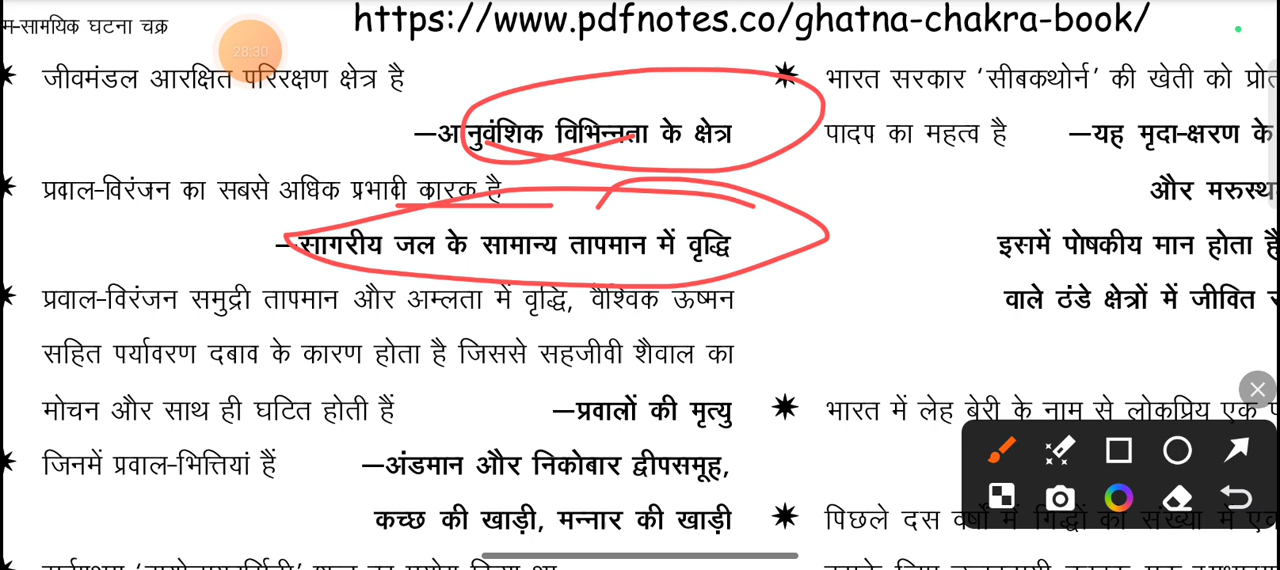 म-सामयिक घटना चक्र
https://www.pdfnotes.co/ghatna-chakra-book/
28:30
जीवमंडल आरक्षित परिरक्षण क्षेत्र है
—आनुवंशिक विभिन्नता के क्षेत्र
प्रवाल-विरंजन का सबसे अधिक प्रभावी कारक है
—सागरीय जल के सामान्य तापमान में वृद्धि
प्रवाल-विरंजन समुद्री तापमान और अम्लता में वृद्धि, वैश्विक ऊष्मन
सहित पर्यावरण दबाव के कारण होता है जिससे सहजीवी शैवाल का
मोचन और साथ ही घटित होती हैं —प्रवालों की मृत्यु
जिनमें प्रवाल-भित्तियां हैं —अंडमान और निकोबार द्वीपसमूह,
कच्छ की खाड़ी, मन्नार की खाड़ी
भारत सरकार 'सीबकथोर्न' की खेती को
पादप का महत्व है —यह मृदा-क्षरण के
और
इसमें पोषकीय मान होता है
वाले ठंडे क्षेत्रों में जीवित
भारत में लेह बेरी के नाम से लोकप्रिय एक
पिछले दस वर्षों में गिद्धों की संख्या में